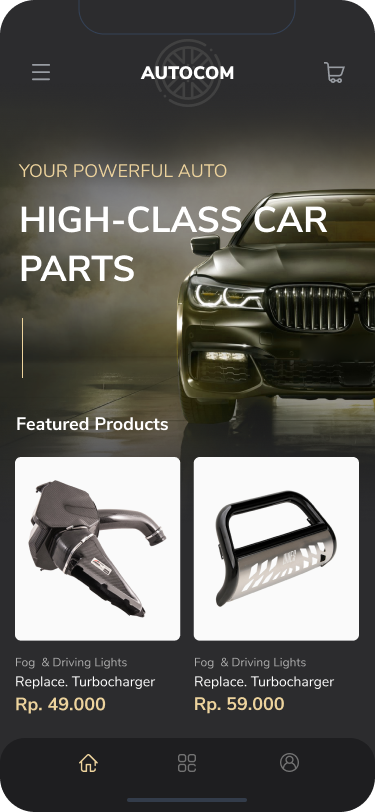 AUTOCOM
YOUR POWERFUL AUTO
HIGH-CLASS CAR
PARTS
Featured Products
Fog & Driving Lights
Replace. Turbocharger
Rp. 49.000
Fog & Driving Lights
Replace. Turbocharger
Rp. 59.000